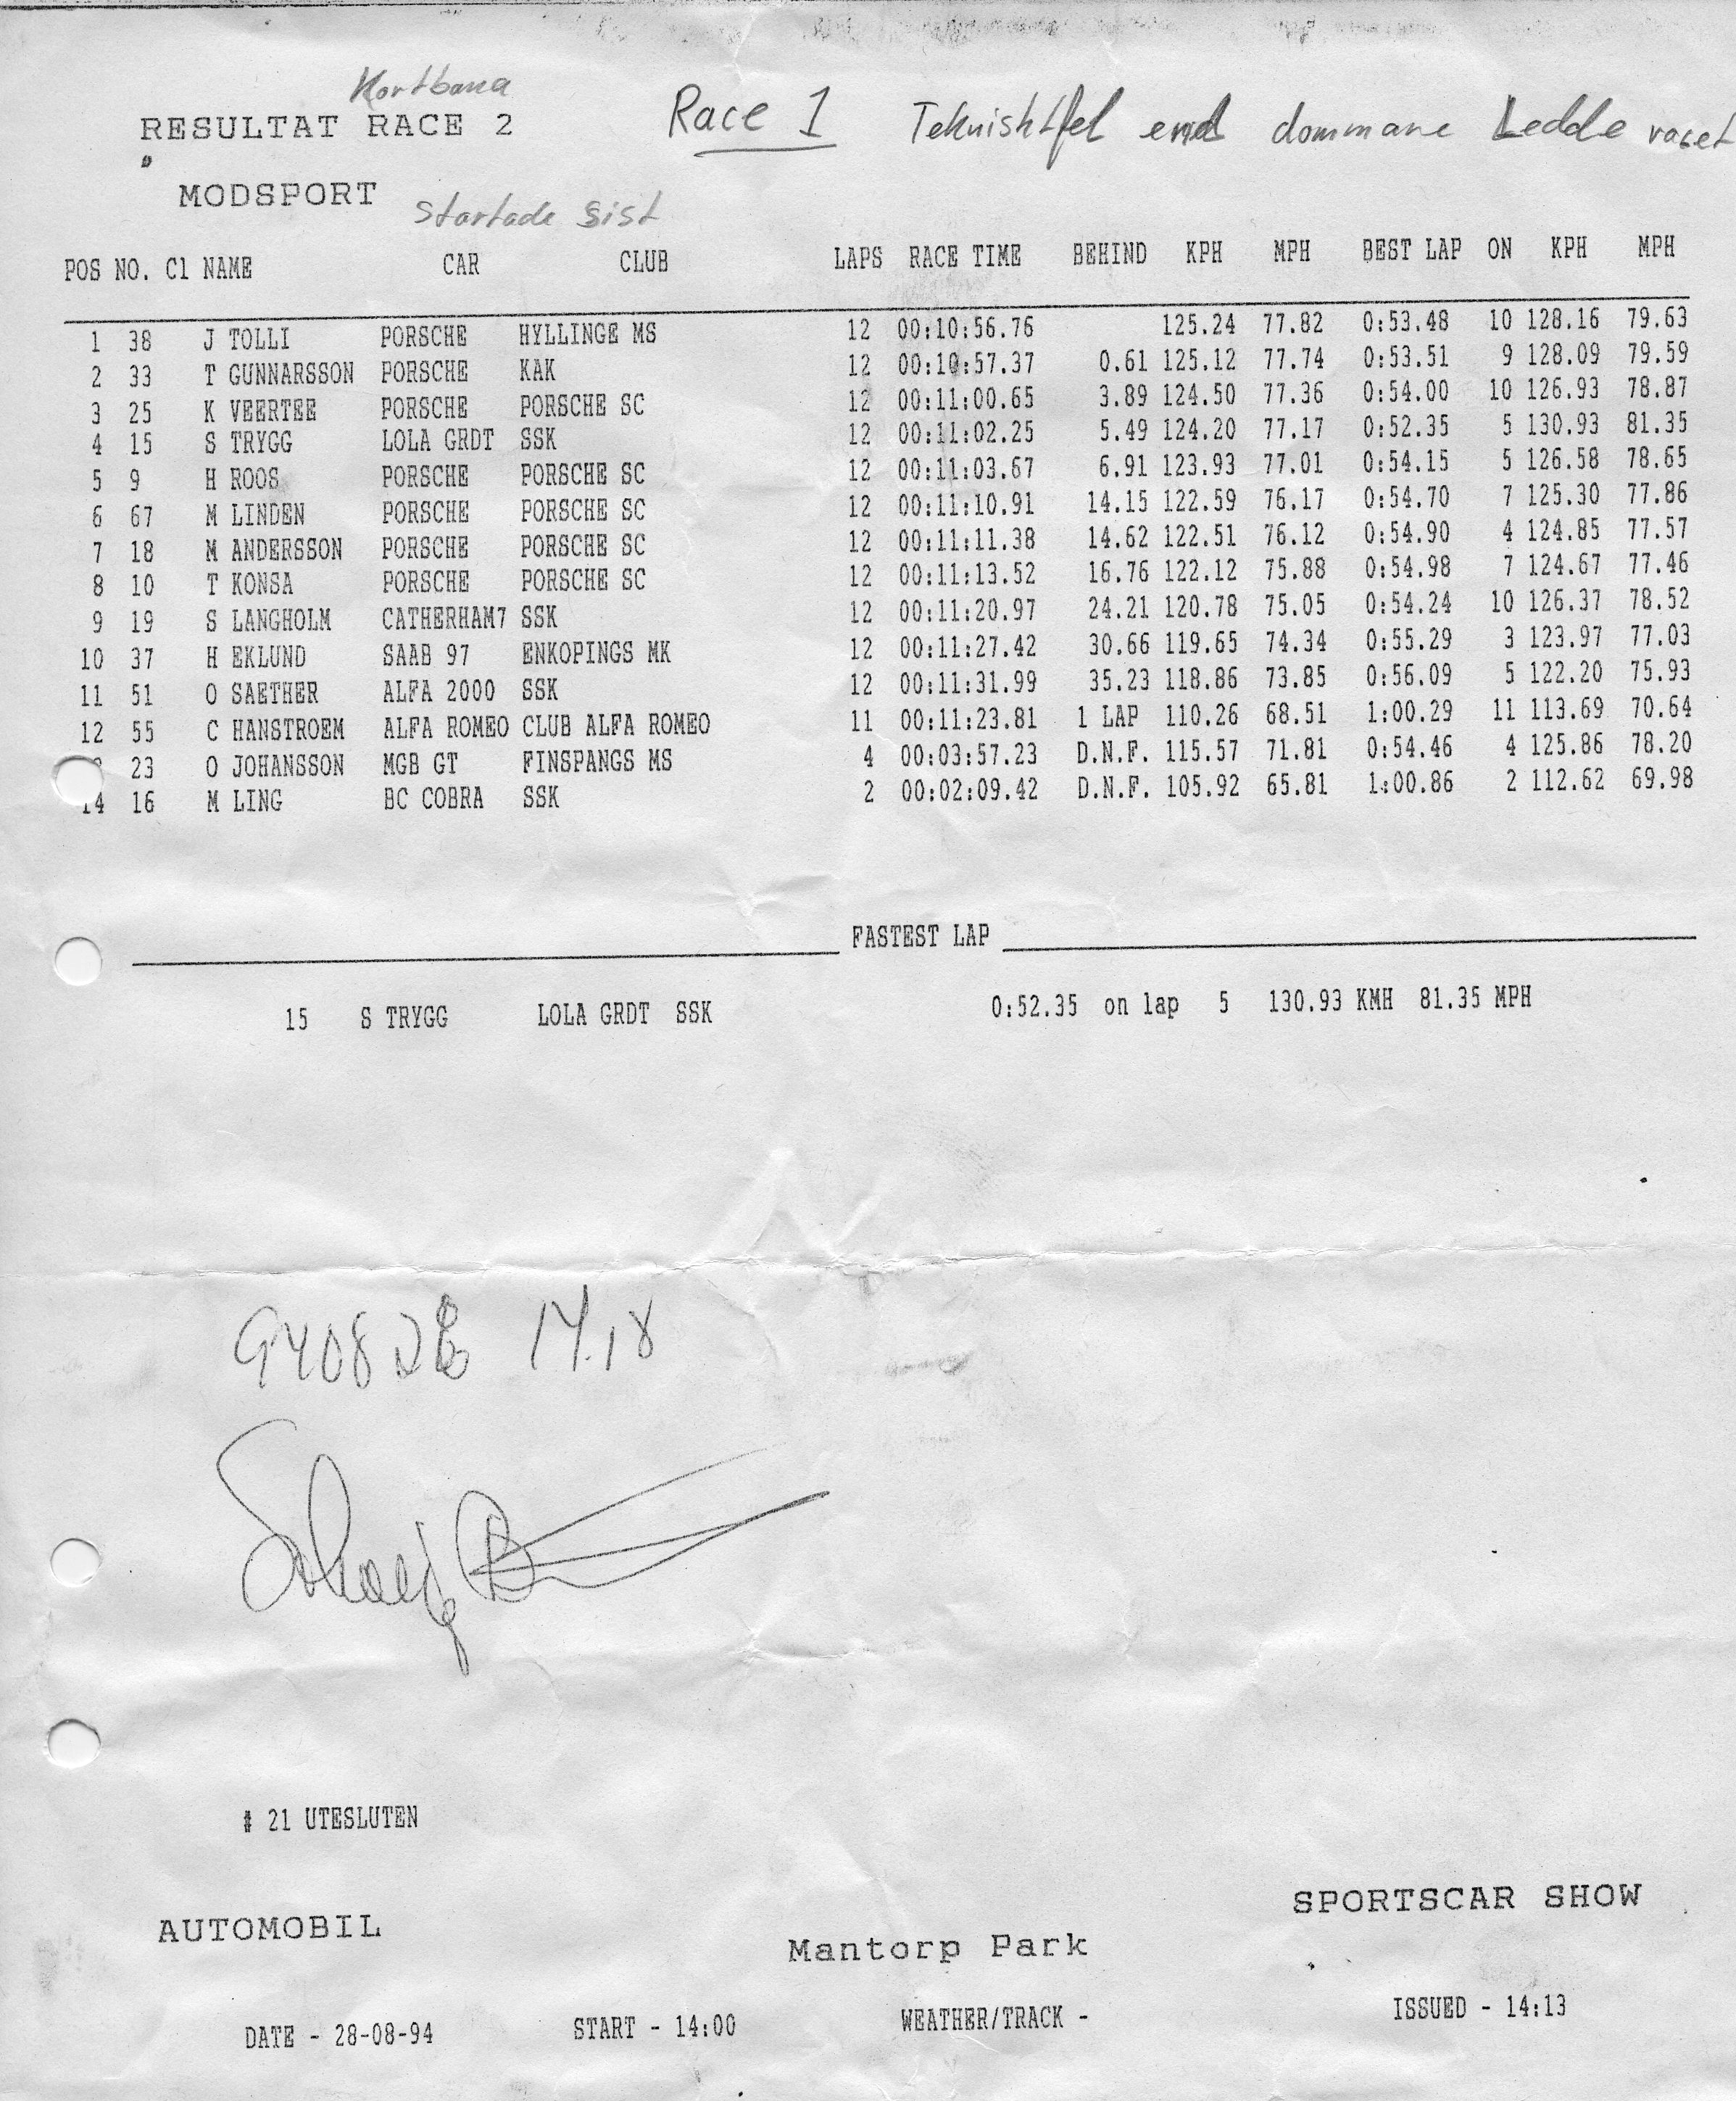 Kortbana
RESULTAT RACE 2 Race 1 Teknishtfel end dommare Ledde racet
MODSPORT Startade Sist
POS NO. Cl NAME CAR CLUB LAPS RACE TIME BEHIND KPH MPH BEST LAP ON KPH MPH
1 38 J TOLLI PORSCHE HYLLINGE MS 12 00:10:56.76 125.24 77.82 0:53.48 10 128.16 79.63
2 33 T GUNNARSSON PORSCHE KAK 12 00:10:57.37 0.61 125.12 77.74 0:53.51 9 128.09 79.59
3 25 K VEERTEE PORSCHE PORSCHE SC 12 00:11:00.65 3.89 124.50 77.36 0:54.00 10 126.93 78.87
4 15 S TRYGG LOLA GRDT SSK 12 00:11:02.25 5.49 124.20 77.17 0:52.35 5 130.93 81.35
5 9 H ROOS PORSCHE PORSCHE SC 12 00:11:03.67 6.91 123.93 77.01 0:54.15 5 126.58 78.65
6 67 M LINDEN PORSCHE PORSCHE SC 12 00:11:10.91 14.15 122.59 76.17 0:54.70 7 125.30 77.86
7 18 M ANDERSSON PORSCHE PORSCHE SC 12 00:11:11.38 14.62 122.51 76.12 0:54.90 4 124.85 77.57
8 10 T KONSA PORSCHE PORSCHE SC 12 00:11:13.52 16.76 122.12 75.88 0:54.98 7 124.67 77.46
9 19 S LANGHOLM CATHERHAM7 SSK 12 00:11:20.97 24.21 120.78 75.05 0:54.24 10 126.37 78.52
10 37 H EKLUND SAAB 97 ENKOPINGS MK 12 00:11:27.42 30.66 119.65 74.34 0:55.29 3 123.97 77.03
11 51 O SAETHER ALFA 2000 SSK 12 00:11:31.99 35.23 118.86 73.85 0:56.09 5 122.20 75.93
12 55 C HANSTROEM ALFA ROMEO CLUB ALFA ROMEO 11 00:11:23.81 1 LAP 110.26 68.51 1:00.29 11 113.69 70.64
23 O JOHANSSON MGB GT FINSPANGS MS 4 00:03:57.23 D.N.F. 115.57 71.81 0:54.46 4 125.86 78.20
14 16 M LING BC COBRA SSK 2 00:02:09.42 D.N.F. 105.92 65.81 1:00.86 2 112.62 69.98
FASTEST LAP
15 S TRYGG LOLA GRDT SSK 0:52.35 on lap 5 130.93 KMH 81.35 MPH
940828 14.18
# 21 UTESLUTEN
AUTOMOBIL Mantorp Park SPORTSCAR SHOW
DATE - 28-08-94 START - 14:00 WEATHER/TRACK - ISSUED - 14:13